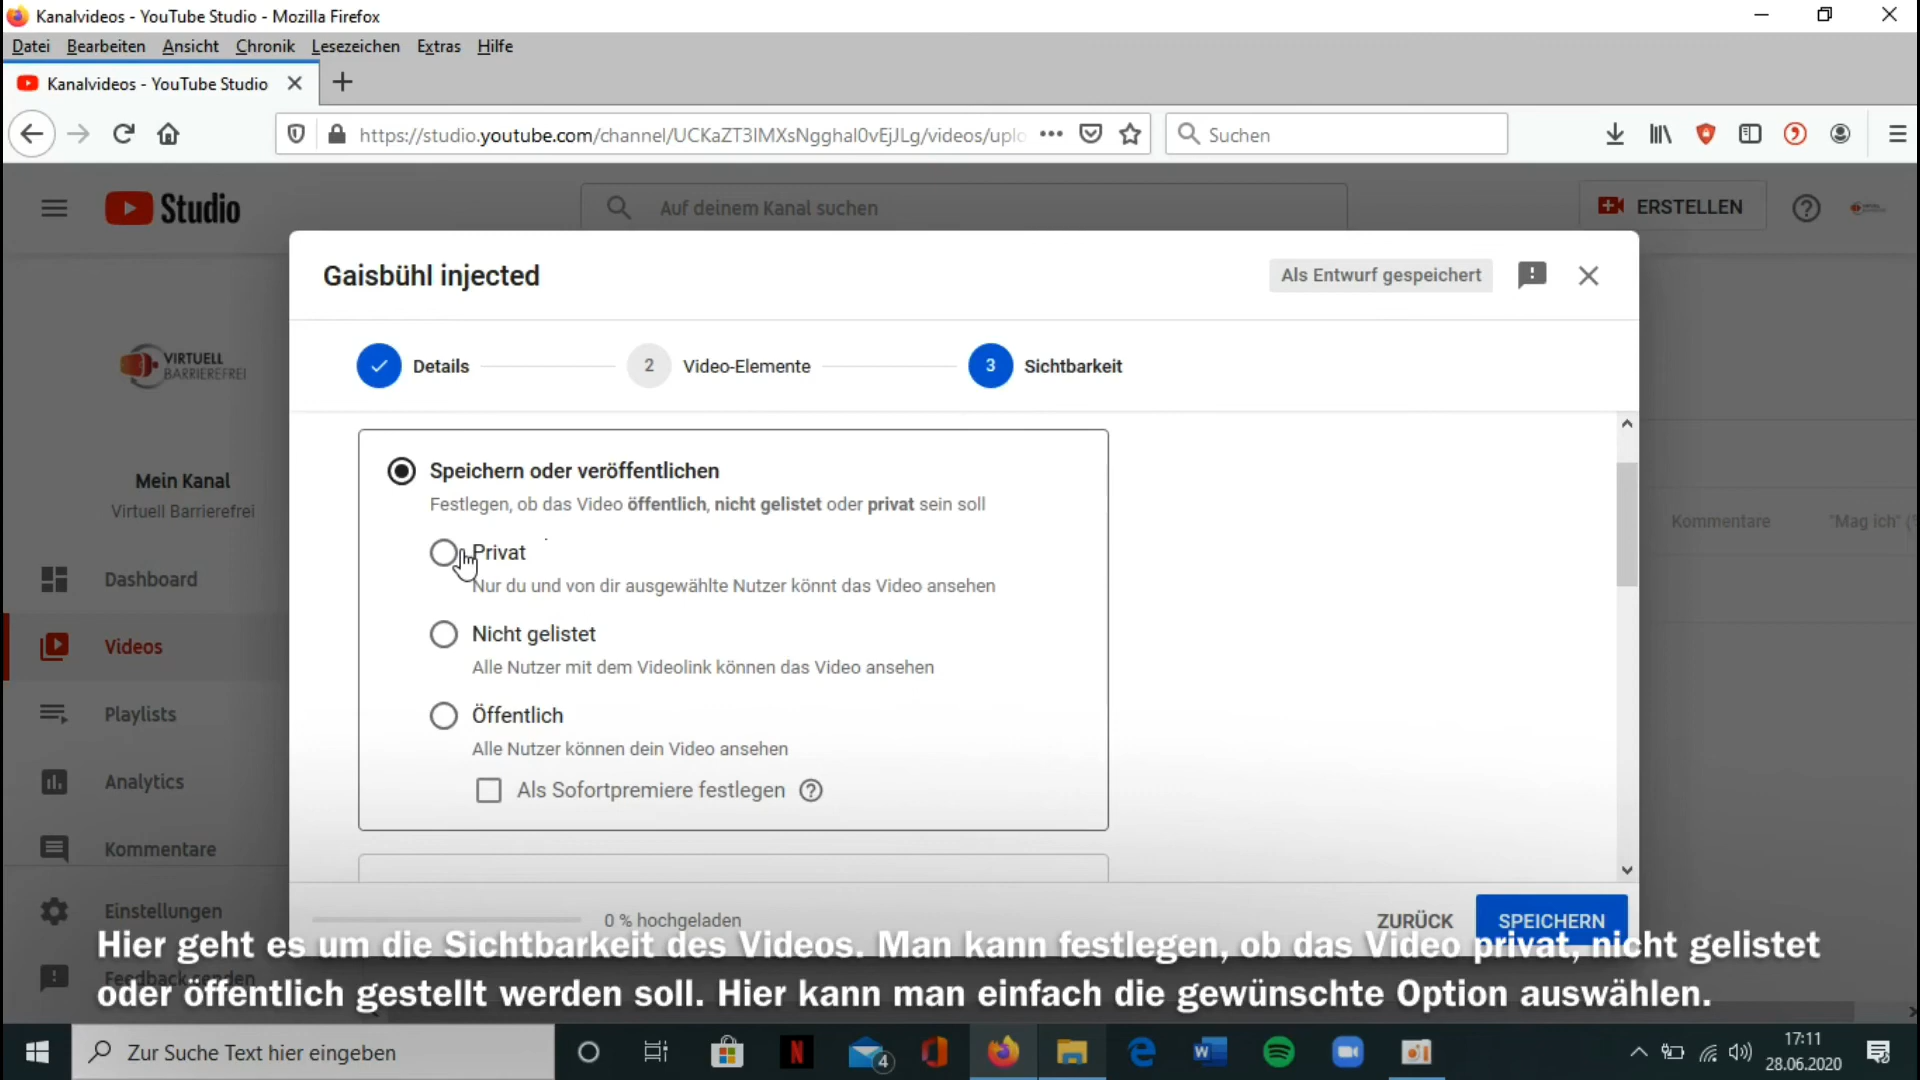 Kanalvideos - YouTube Studio - Mozilla Firefox
Datei Bearbeiten Ansicht Chronik Lesezeichen Extras Hilfe
Kanalvideos - YouTube Studio
https://studio.youtube.com/channel/UCKaZT3IMXsNgghal0vEjJLg/videos/uplo
Suchen
Studio
Auf deinem Kanal suchen
ERSTELLEN
Gaisbühl injected
Als Entwurf gespeichert
Details
2
Video-Elemente
3
Sichtbarkeit
VIRTUELL
BARRIEREFREI
Mein Kanal
Virtuell Barrierefrei
Dashboard
Videos
Playlists
Analytics
Kommentare
Einstellungen
Feedback senden
Speichern oder veröffentlichen
Festlegen, ob das Video öffentlich, nicht gelistet oder privat sein soll
Privat
Nur du und von dir ausgewählte Nutzer könnt das Video ansehen
Nicht gelistet
Alle Nutzer mit dem Videolink können das Video ansehen
Öffentlich
Alle Nutzer können dein Video ansehen
Als Sofortpremiere festlegen
Kommentare
"Mag ich" (
0 % hochgeladen
ZURÜCK
SPEICHERN
Hier geht es um die Sichtbarkeit des Videos. Man kann festlegen, ob das Video privat, nicht gelistet
oder öffentlich gestellt werden soll. Hier kann man einfach die gewünschte Option auswählen.
Zur Suche Text hier eingeben
4
17:11
28.06.2020